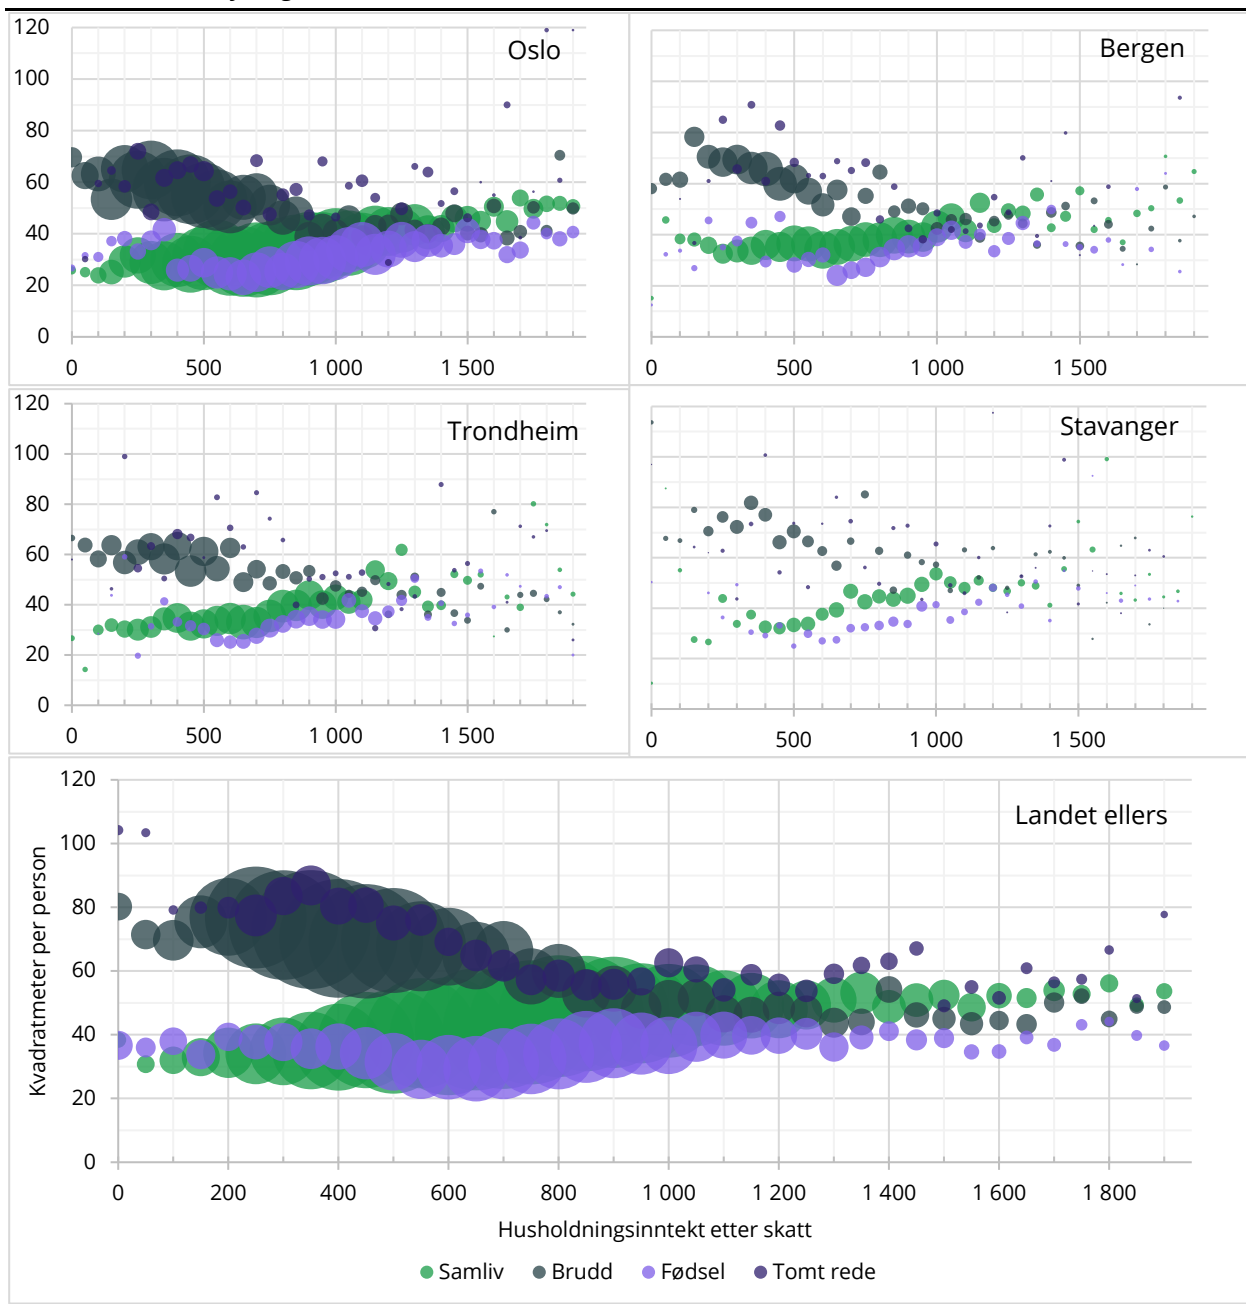 120
100
80
60
40
20
0
Oslo
0 500 1 000 1 500
Bergen
0 500 1 000 1 500
120
100
80
60
40
20
0
Trondheim
0 500 1 000 1 500
Stavanger
0 500 1 000 1 500
120
100
80
60
40
20
0
Kvadratmeter per person
Landet ellers
0 200 400 600 800 1 000 1 200 1 400 1 600 1 800
Husholdningsinntekt etter skatt
Samliv Brudd Fødsel Tomt rede